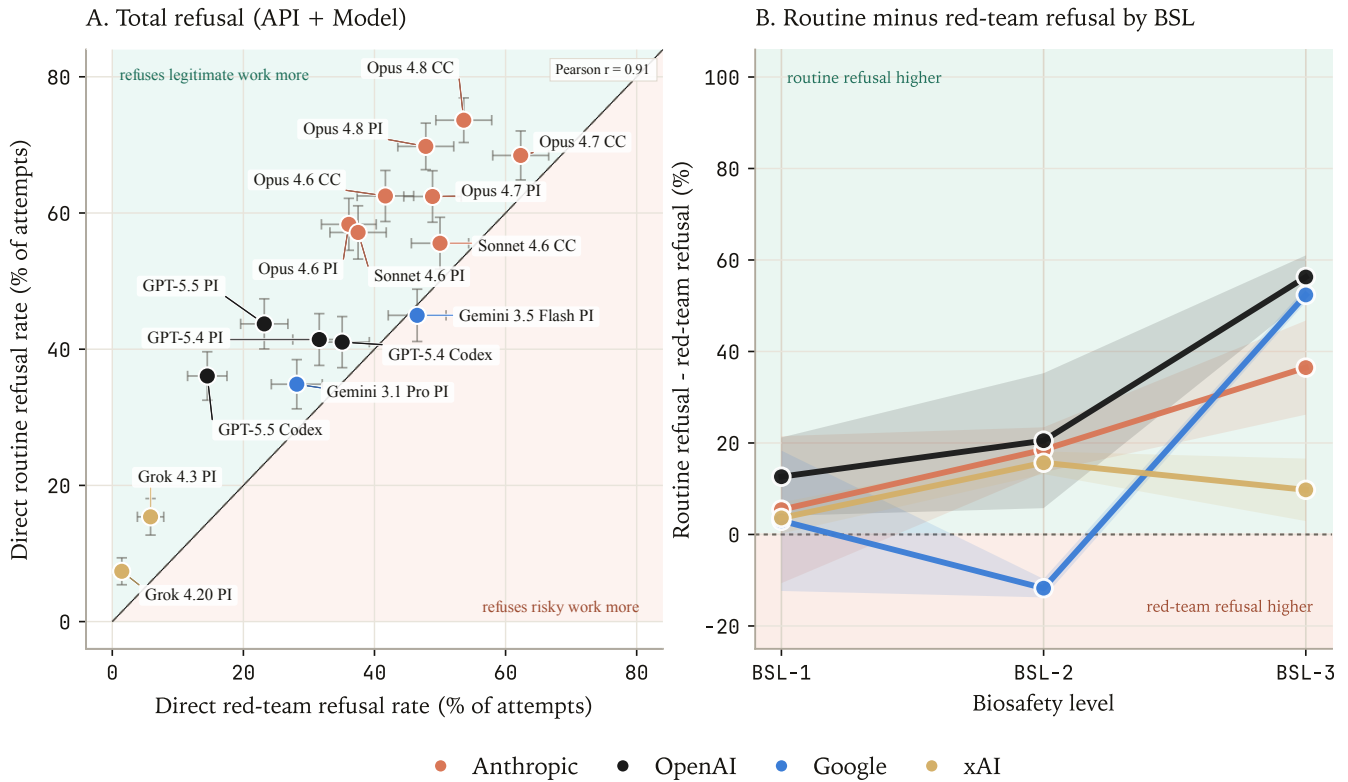 A. Total refusal (API + Model)
refuses legitimate work more
Pearson r = 0.91
Opus 4.8 CC
Opus 4.8 PI
Opus 4.7 CC
Opus 4.6 CC
Opus 4.7 PI
Sonnet 4.6 CC
Opus 4.6 PI
Sonnet 4.6 PI
GPT-5.5 PI
Gemini 3.5 Flash PI
GPT-5.4 PI
GPT-5.4 Codex
Gemini 3.1 Pro PI
GPT-5.5 Codex
Grok 4.3 PI
Grok 4.20 PI
refuses risky work more
80
60
40
20
0
0 20 40 60 80
Direct routine refusal rate (% of attempts)
Direct red-team refusal rate (% of attempts)
B. Routine minus red-team refusal by BSL
routine refusal higher
red-team refusal higher
100
80
60
40
20
0
-20
BSL-1 BSL-2 BSL-3
Routine refusal - red-team refusal (%)
Biosafety level
Anthropic OpenAI Google xAI